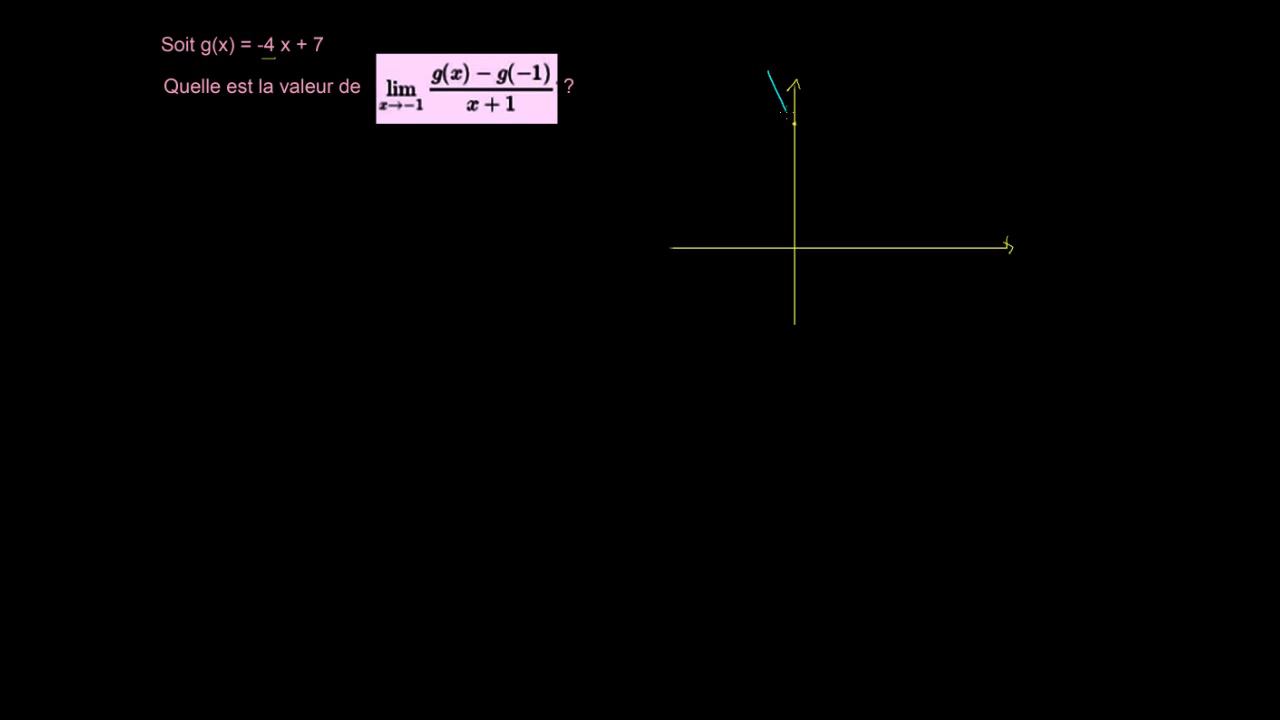 Soit g(x) = -4 x + 7
Quelle est la valeur de lim x→−1 g(x) − g(−1) / x + 1 ?